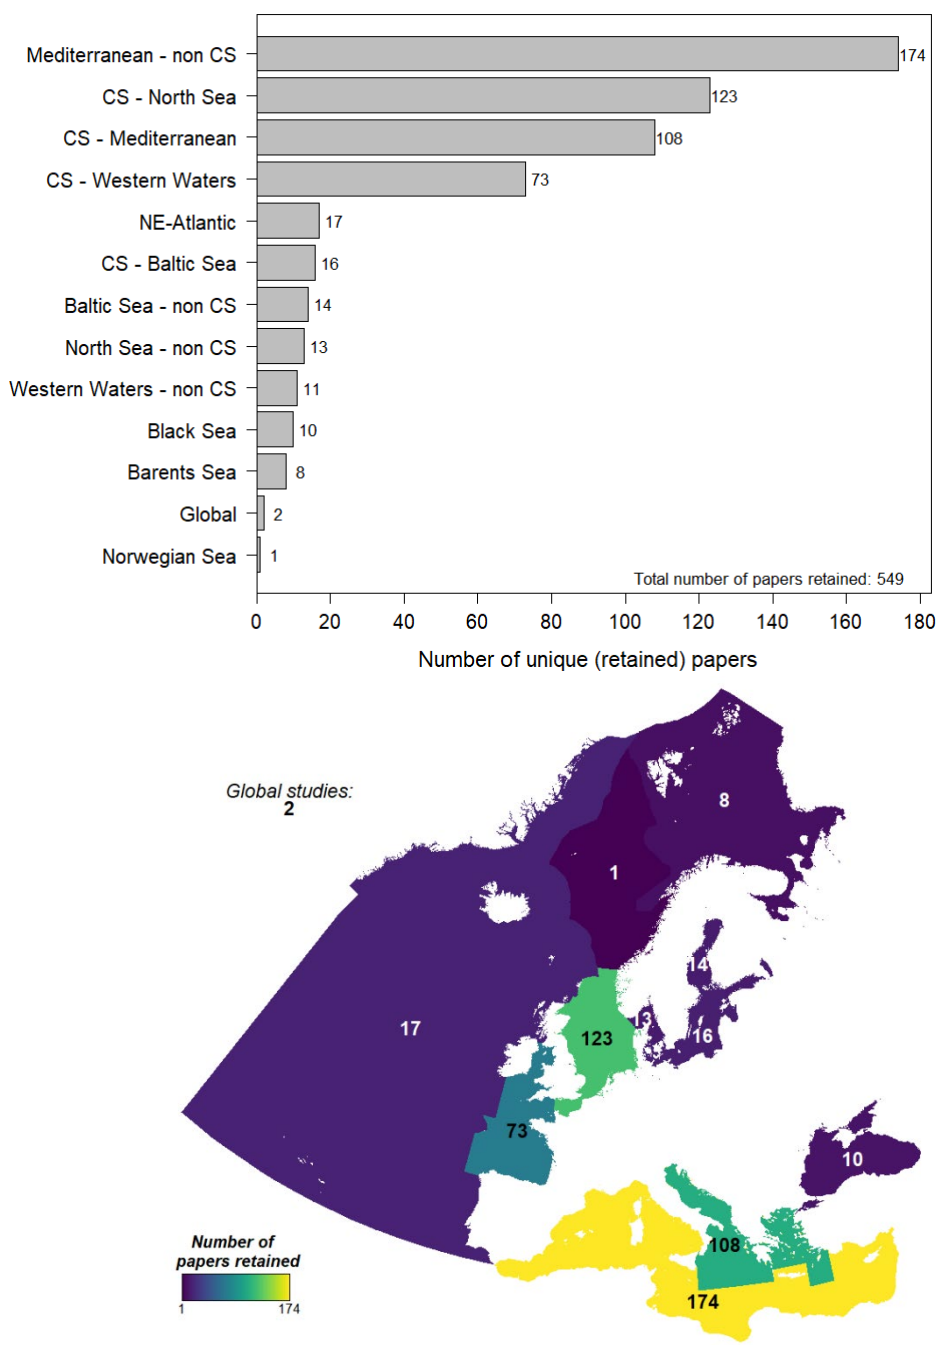 Mediterranean - non CS 174
CS - North Sea 123
CS - Mediterranean 108
CS - Western Waters 73
NE-Atlantic 17
CS - Baltic Sea 16
Baltic Sea - non CS 14
North Sea - non CS 13
Western Waters - non CS 11
Black Sea 10
Barents Sea 8
Global 2
Norwegian Sea 1
Total number of papers retained: 549
0 20 40 60 80 100 120 140 160 180
Number of unique (retained) papers
Global studies:
2
8
1
14
13
17
123
16
73
10
108
174
Number of
papers retained
1 174